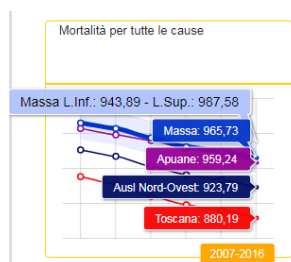 Mortalità per tutte le cause
Massa L.Inf.: 943,89 - L.Sup.: 987,58
Massa: 965,73
Apuane: 959,24
Ausl Nord-Ovest: 923,79
Toscana: 880,19
2007-2016